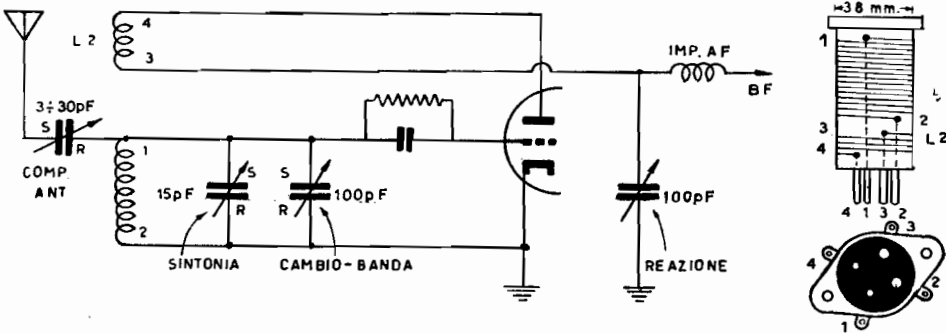 4
L 2
3
IMP. AF
BF
3÷30pF
S
R
COMP.
ANT
1
2
15pF
S
R
SINTONIA
S
R
100pF
CAMBIO-BANDA
100pF
REAZIONE
38 mm.
1
2
3
L 2
4
4 1 3 2
3
4
2
1